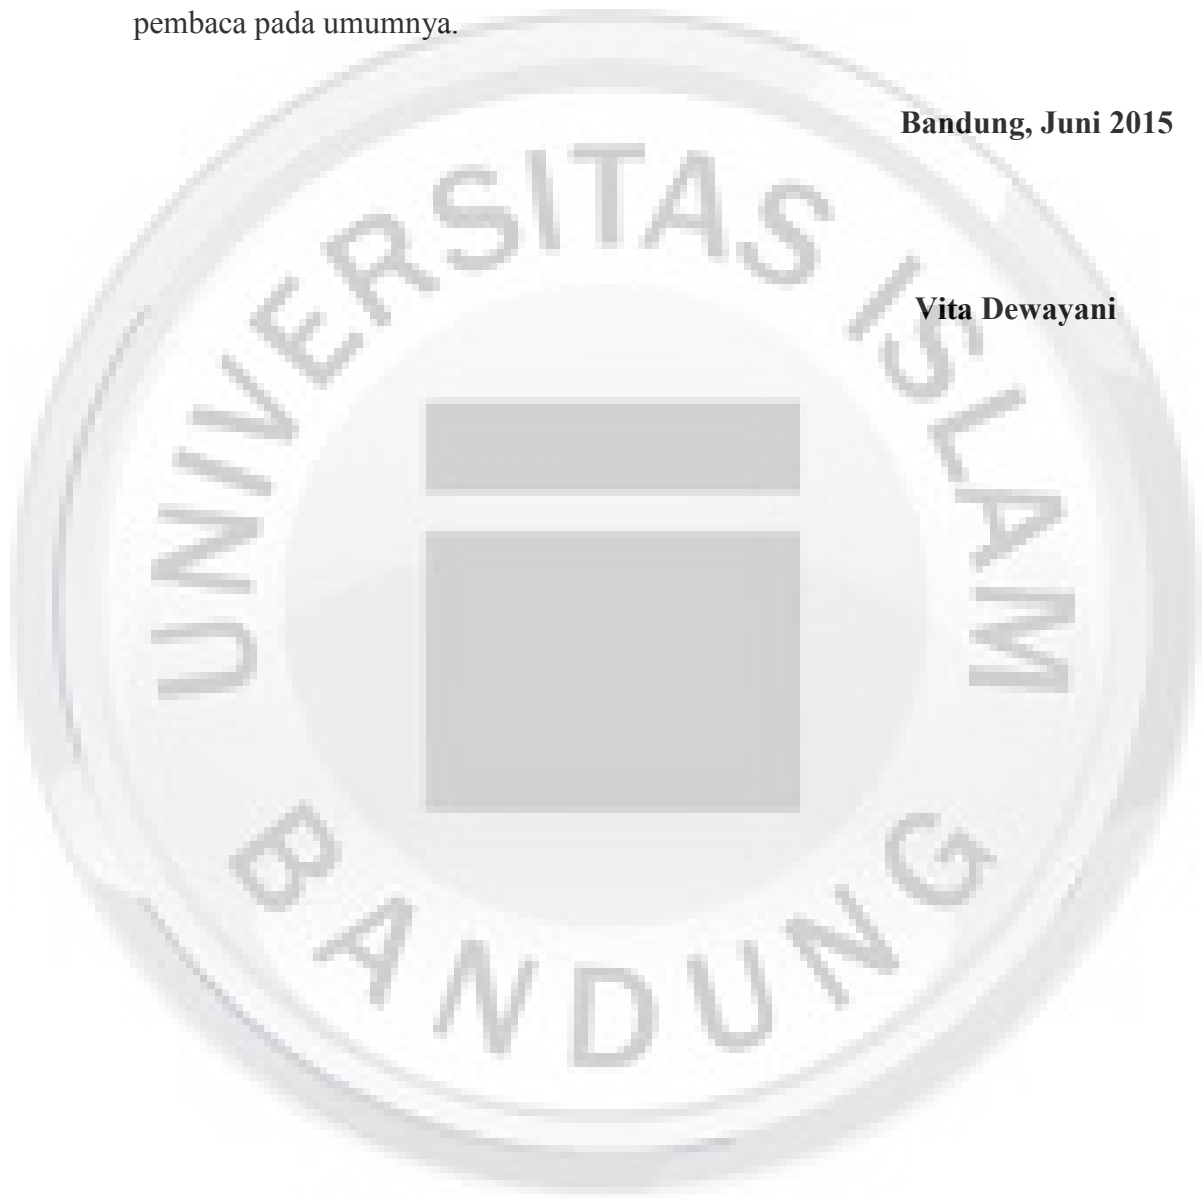 pembaca pada umumnya.
Bandung, Juni 2015
Vita Dewayani
UNIVERSITAS ISLAM
BANDUNG